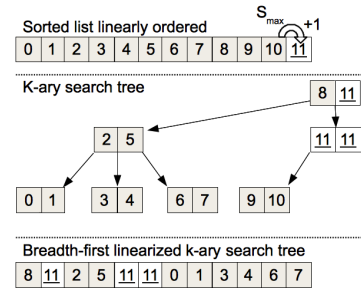 Sorted list linearly ordered
Smax +1
0 1 2 3 4 5 6 7 8 9 10 11
K-ary search tree
8 11
2 5 11 11
0 1 3 4 6 7 9 10
Breadth-first linearized k-ary search tree
8 11 2 5 11 11 0 1 3 4 6 7